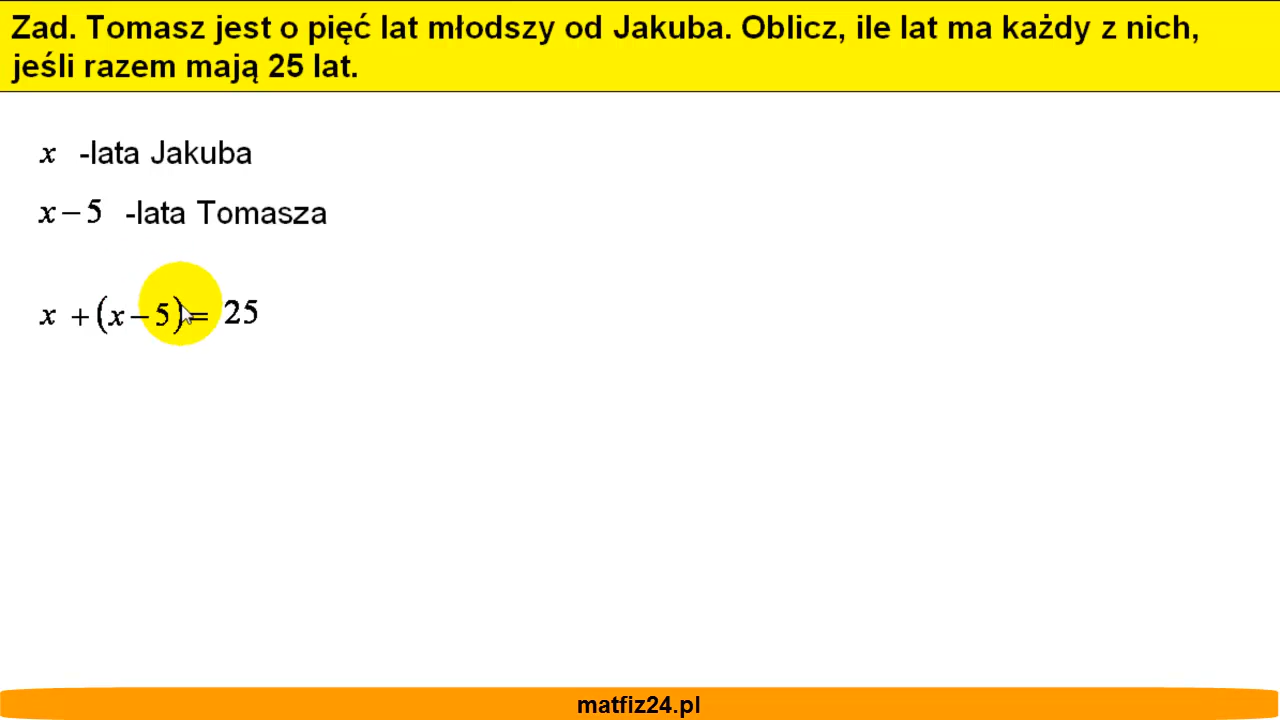 Zad. Tomasz jest o pięć lat młodszy od Jakuba. Oblicz, ile lat ma każdy z nich,
jeśli razem mają 25 lat.
x -lata Jakuba
x – 5 -lata Tomasza
x + (x – 5) = 25
matfiz24.pl